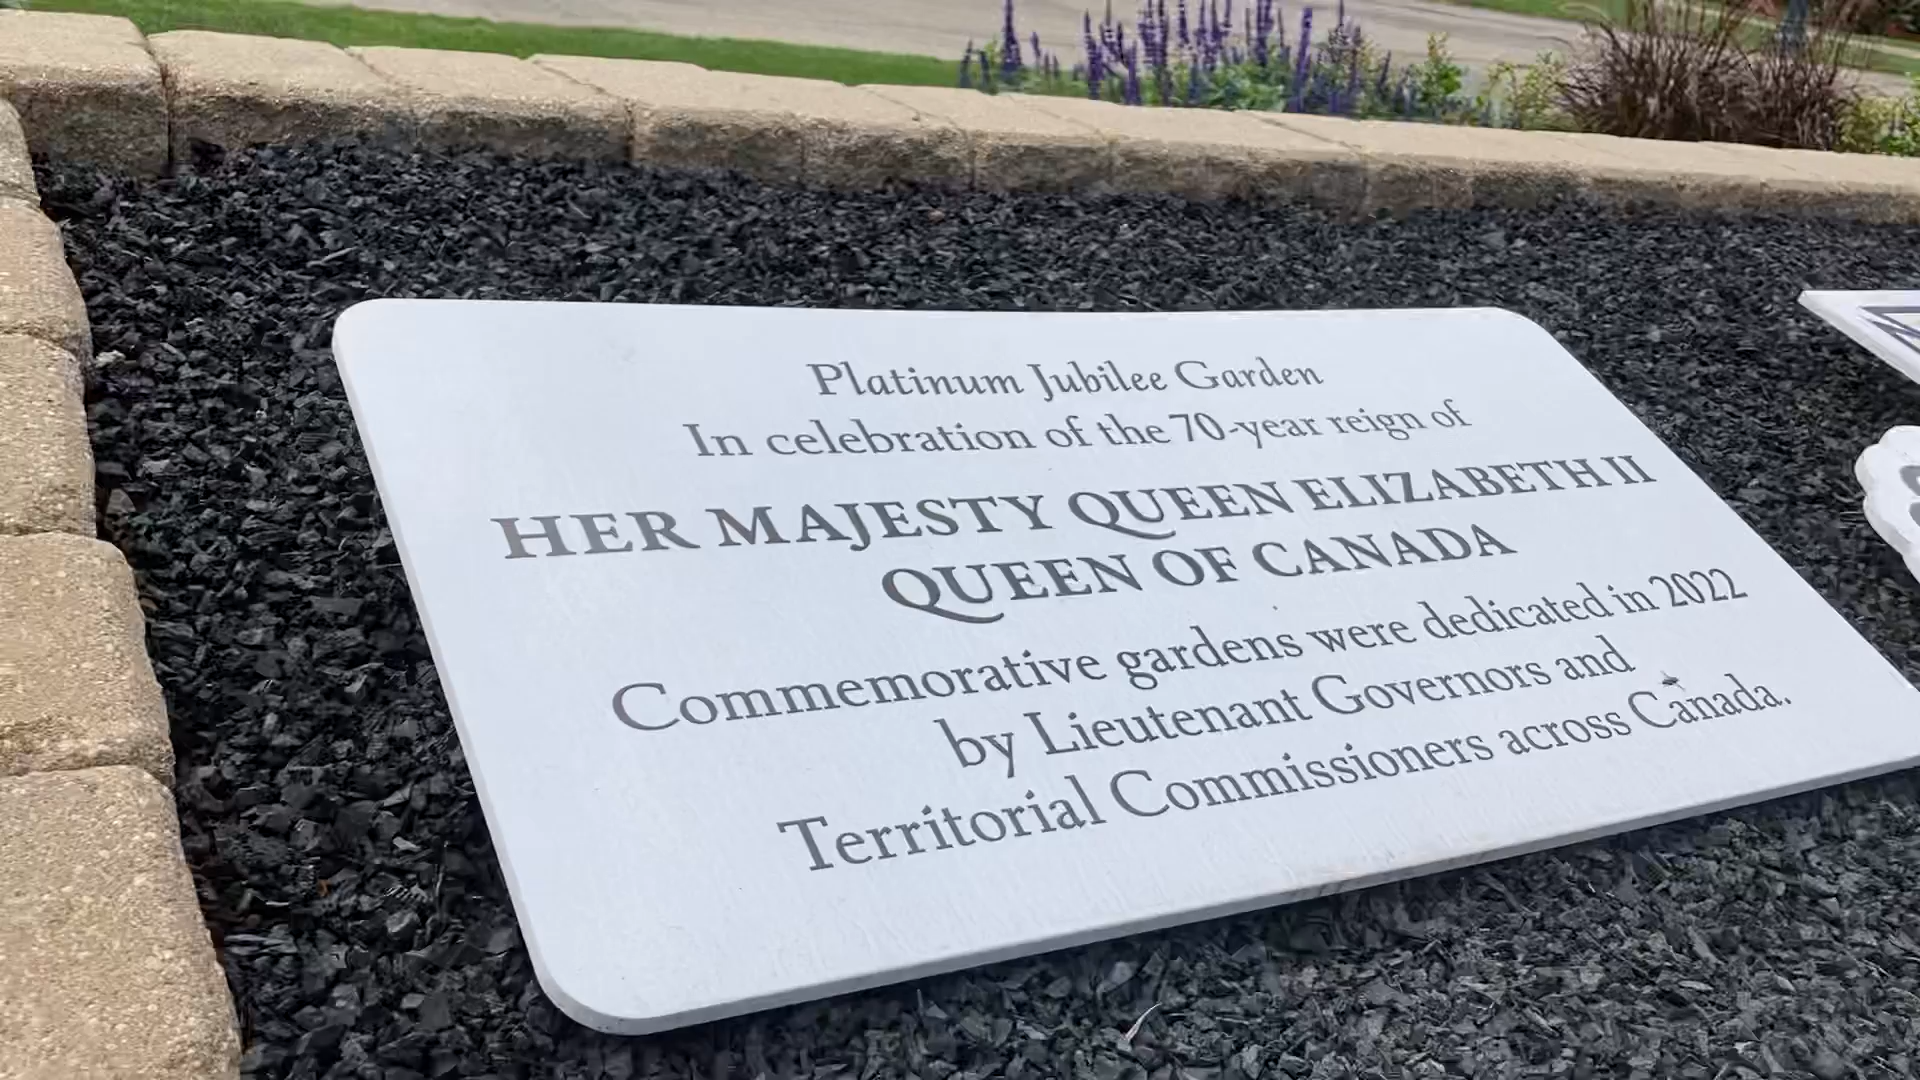 Platinum Jubilee Garden
In celebration of the 70-year reign of
HER MAJESTY QUEEN ELIZABETH II
QUEEN OF CANADA
Commemorative gardens were dedicated in 2022
by Lieutenant Governors and
Territorial Commissioners across Canada.